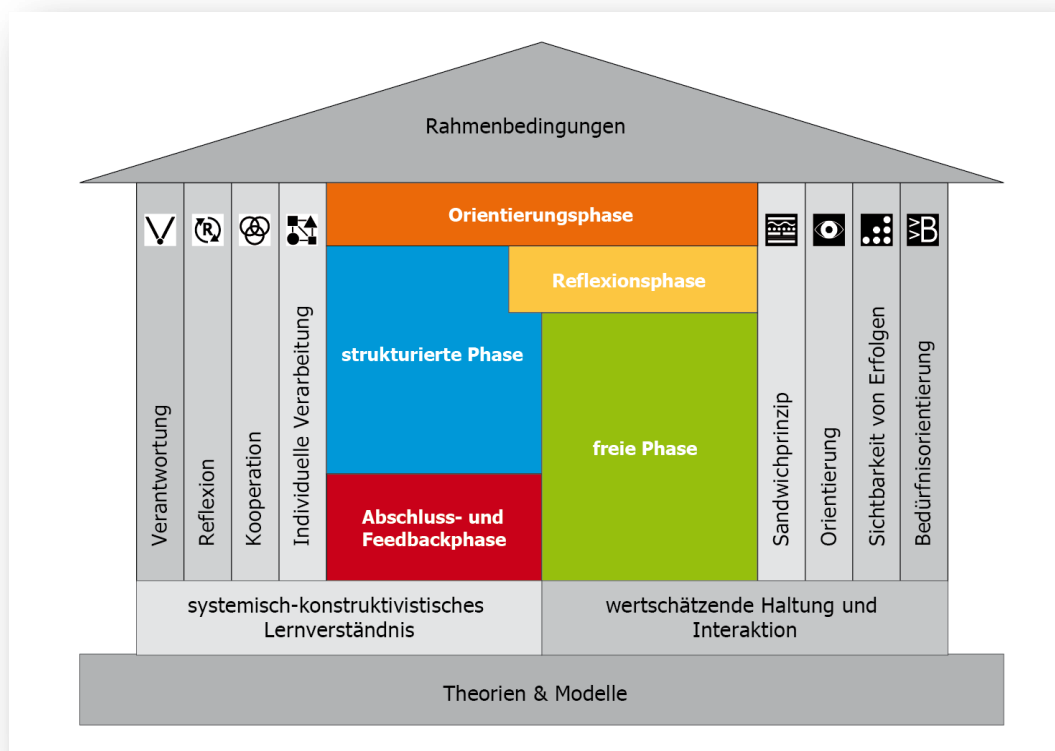 Rahmenbedingungen
Verantwortung
Reflexion
Kooperation
Individuelle Verarbeitung
Orientierungsphase
Reflexionsphase
strukturierte Phase
freie Phase
Abschluss- und
Feedbackphase
Sandwichprinzip
Orientierung
Sichtbarkeit von Erfolgen
Bedürfnisorientierung
R
>>B
systemisch-konstruktivistisches
Lernverständnis
wertschätzende Haltung und
Interaktion
Theorien & Modelle